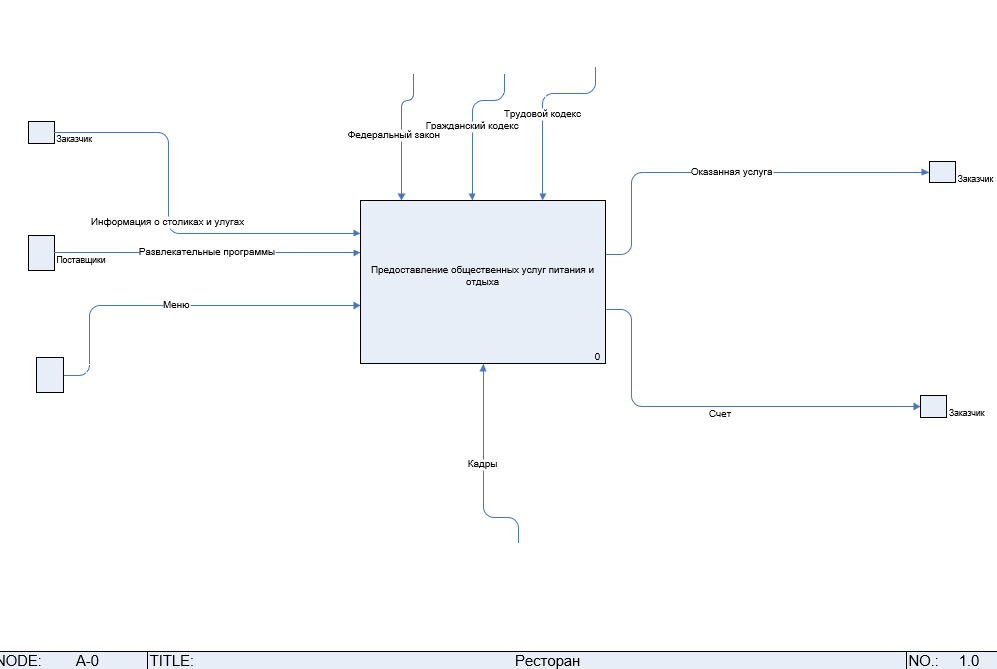 Трудовой кодекс
Гражданский кодекс
Федеральный закон
Заказчик
Оказанная услуга
Заказчик
Информация о столиках и улугах
Развлекательные программы
Поставщики
Предоставление общественных услуг питания и
отдыха
Меню
0
Счет
Заказчик
Кадры
NODE: A-0 TITLE: Ресторан NO.: 1.0